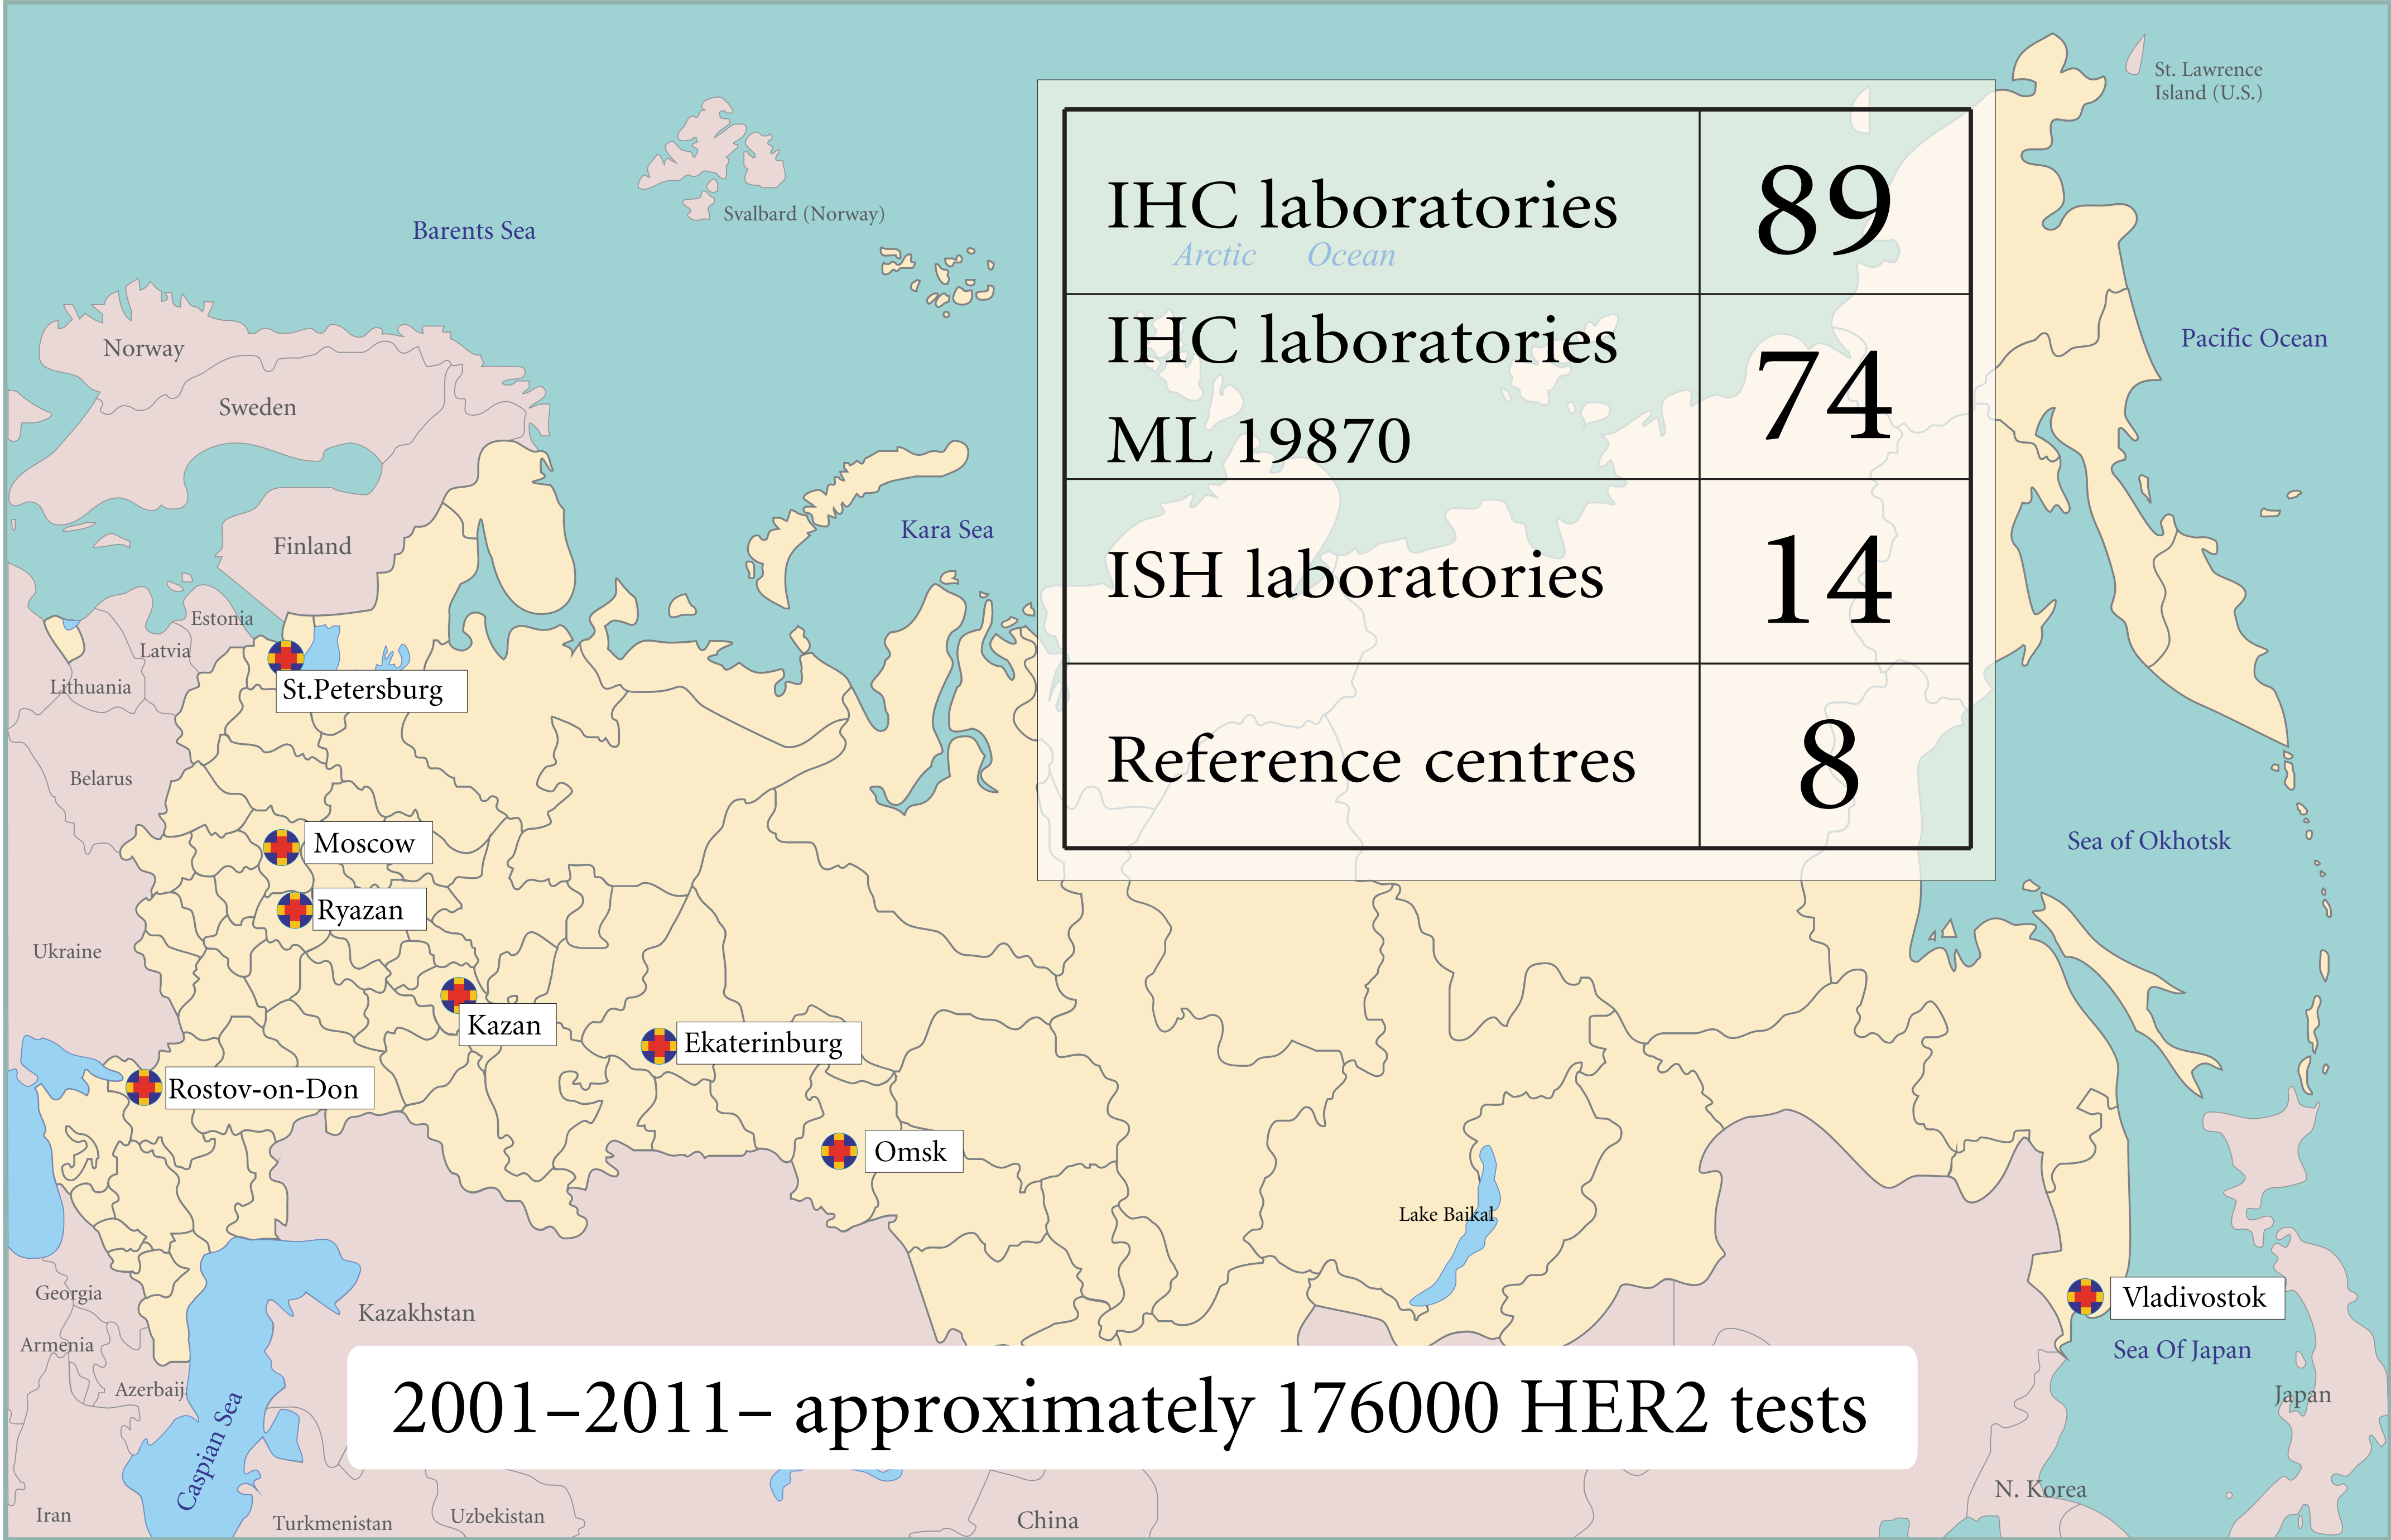 St. Lawrence
Island (U.S.)
Svalbard (Norway)
Barents Sea
IHC laboratories 89
Arctic Ocean
IHC laboratories
ML 19870
74
ISH laboratories 14
Reference centres 8
Pacific Ocean
Norway
Sweden
Kara Sea
Finland
Estonia
Latvia
Lithuania
St.Petersburg
Belarus
Moscow
Sea of Okhotsk
Ryazan
Ukraine
Kazan
Ekaterinburg
Rostov-on-Don
Omsk
Lake Baikal
Georgia
Kazakhstan
Vladivostok
Armenia
Sea Of Japan
Azerbaij
Japan
2001–2011– approximately 176000 HER2 tests
Caspian Sea
N. Korea
Iran
Turkmenistan
Uzbekistan
China